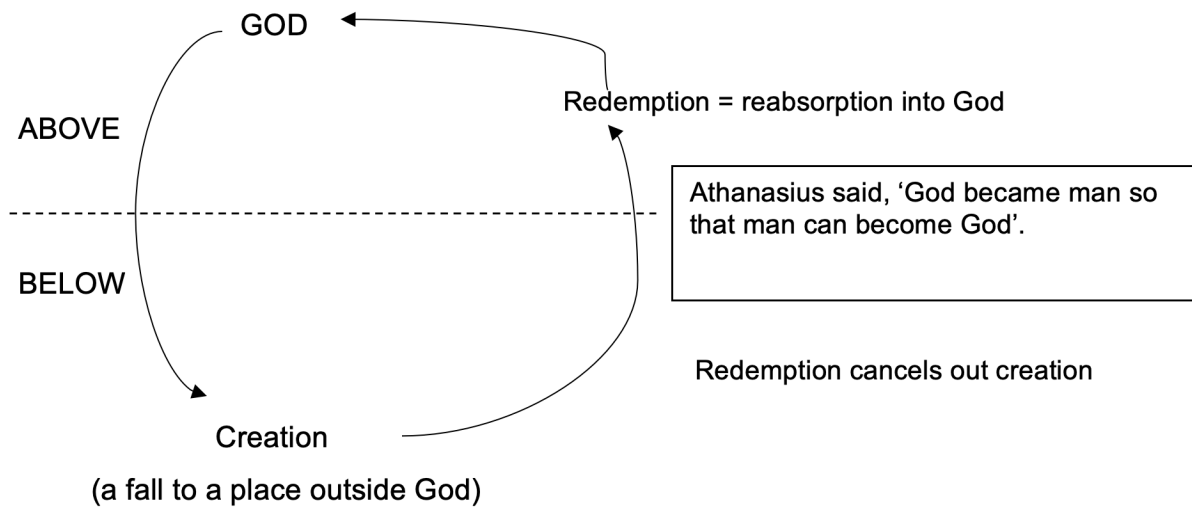 GOD
Redemption = reabsorption into God
ABOVE
Athanasius said, ‘God became man so
that man can become God’.
BELOW
Redemption cancels out creation
Creation
(a fall to a place outside God)